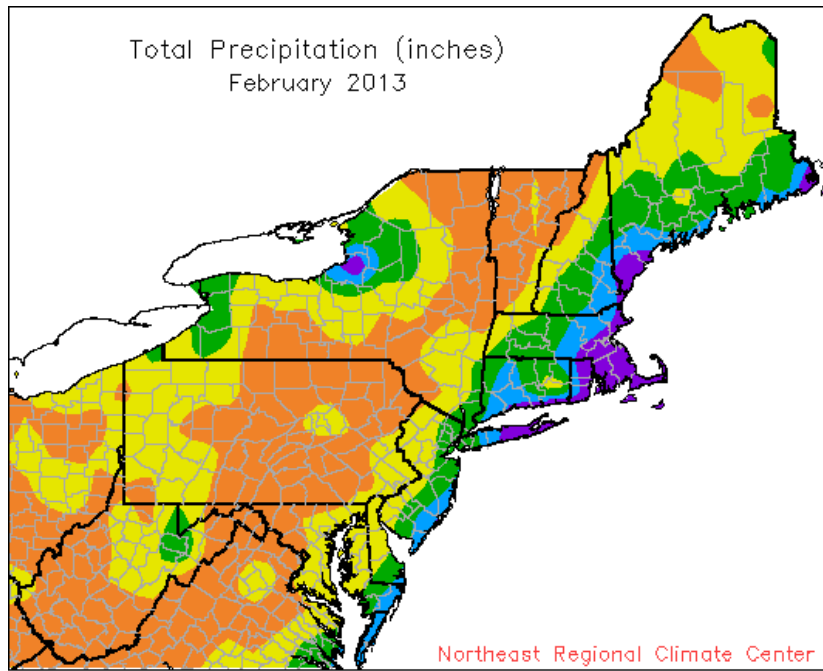 Total Precipitation (inches)
February 2013
Northeast Regional Climate Center